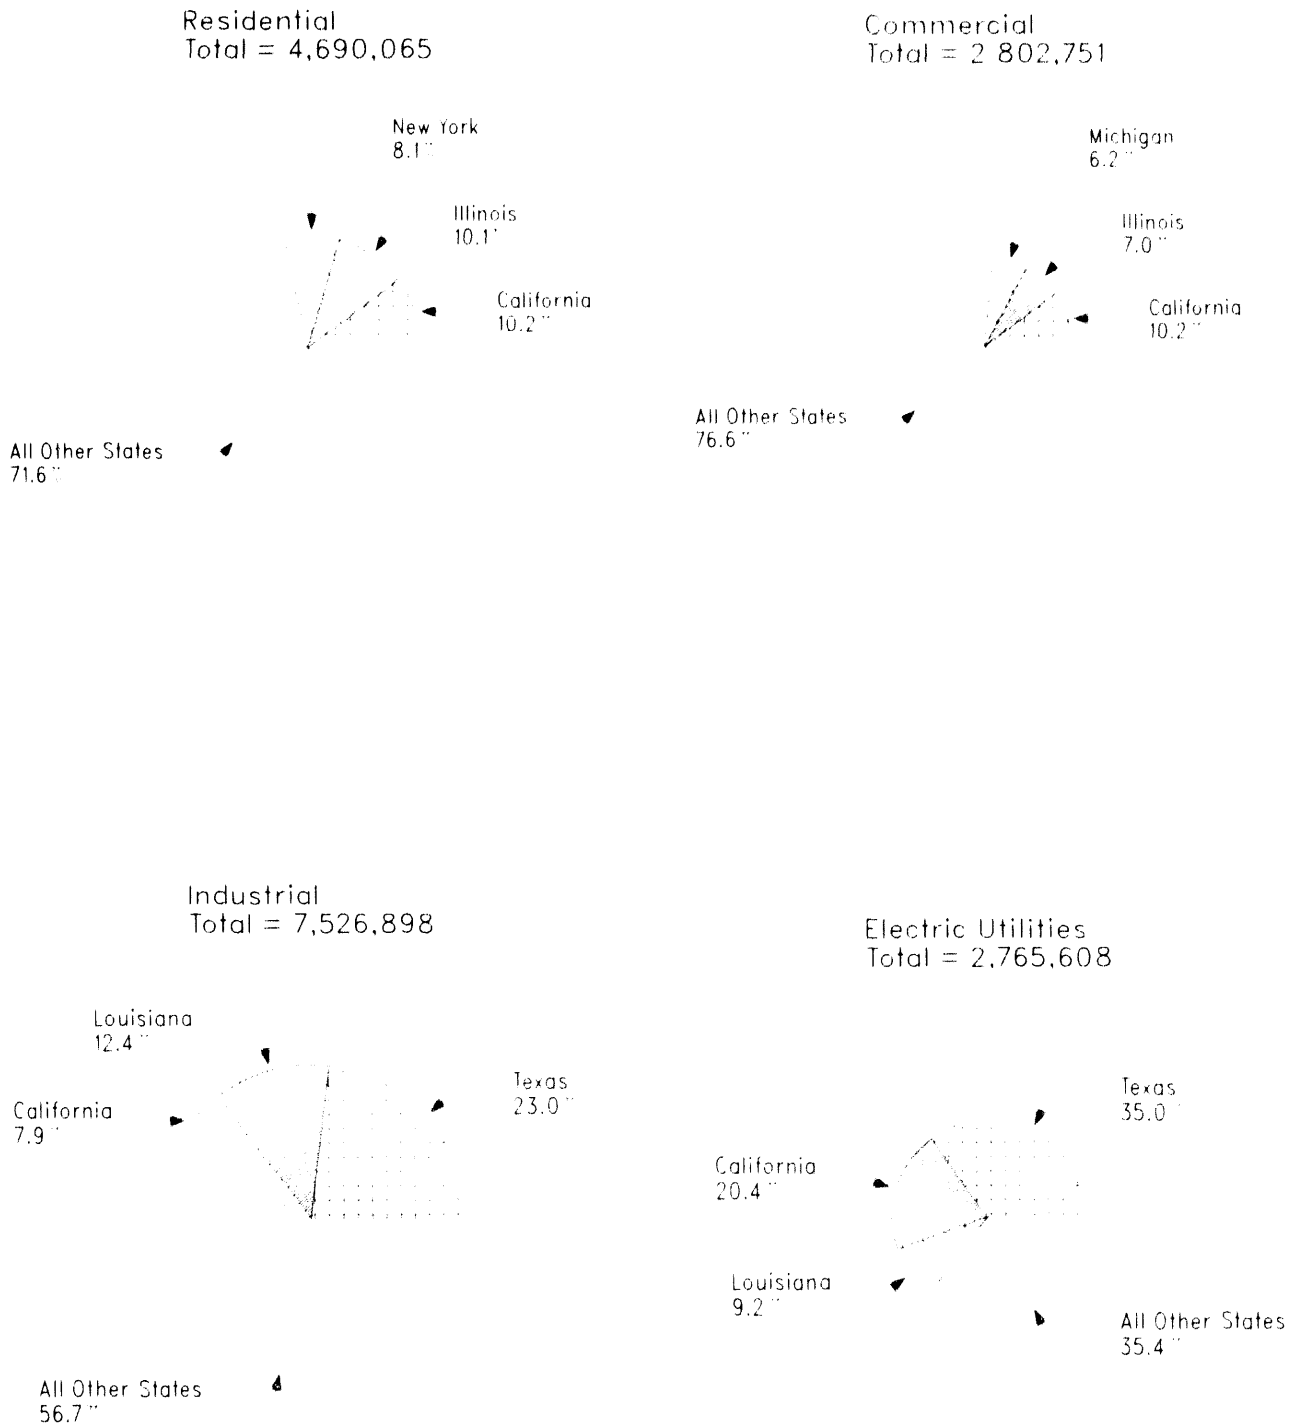 Residential
Total = 4,690,065
New York
8.1%
Illinois
10.1%
California
10.2%
All Other States
71.6%
Commercial
Total = 2 802,751
Michigan
6.2%
Illinois
7.0%
California
10.2%
All Other States
76.6%
Industrial
Total = 7,526,898
Louisiana
12.4%
California
7.9%
Texas
23.0%
All Other States
56.7%
Electric Utilities
Total = 2,765,608
Texas
35.0%
California
20.4%
Louisiana
9.2%
All Other States
35.4%